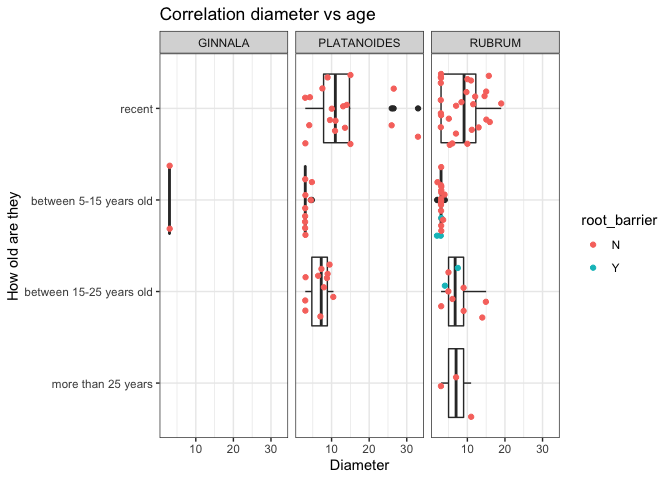 Correlation diameter vs age
GINNALA PLATANOIDES RUBRUM
How old are they
recent
between 5-15 years old
between 15-25 years old
more than 25 years
10 20 30 10 20 30 10 20 30
Diameter
root_barrier
N
Y